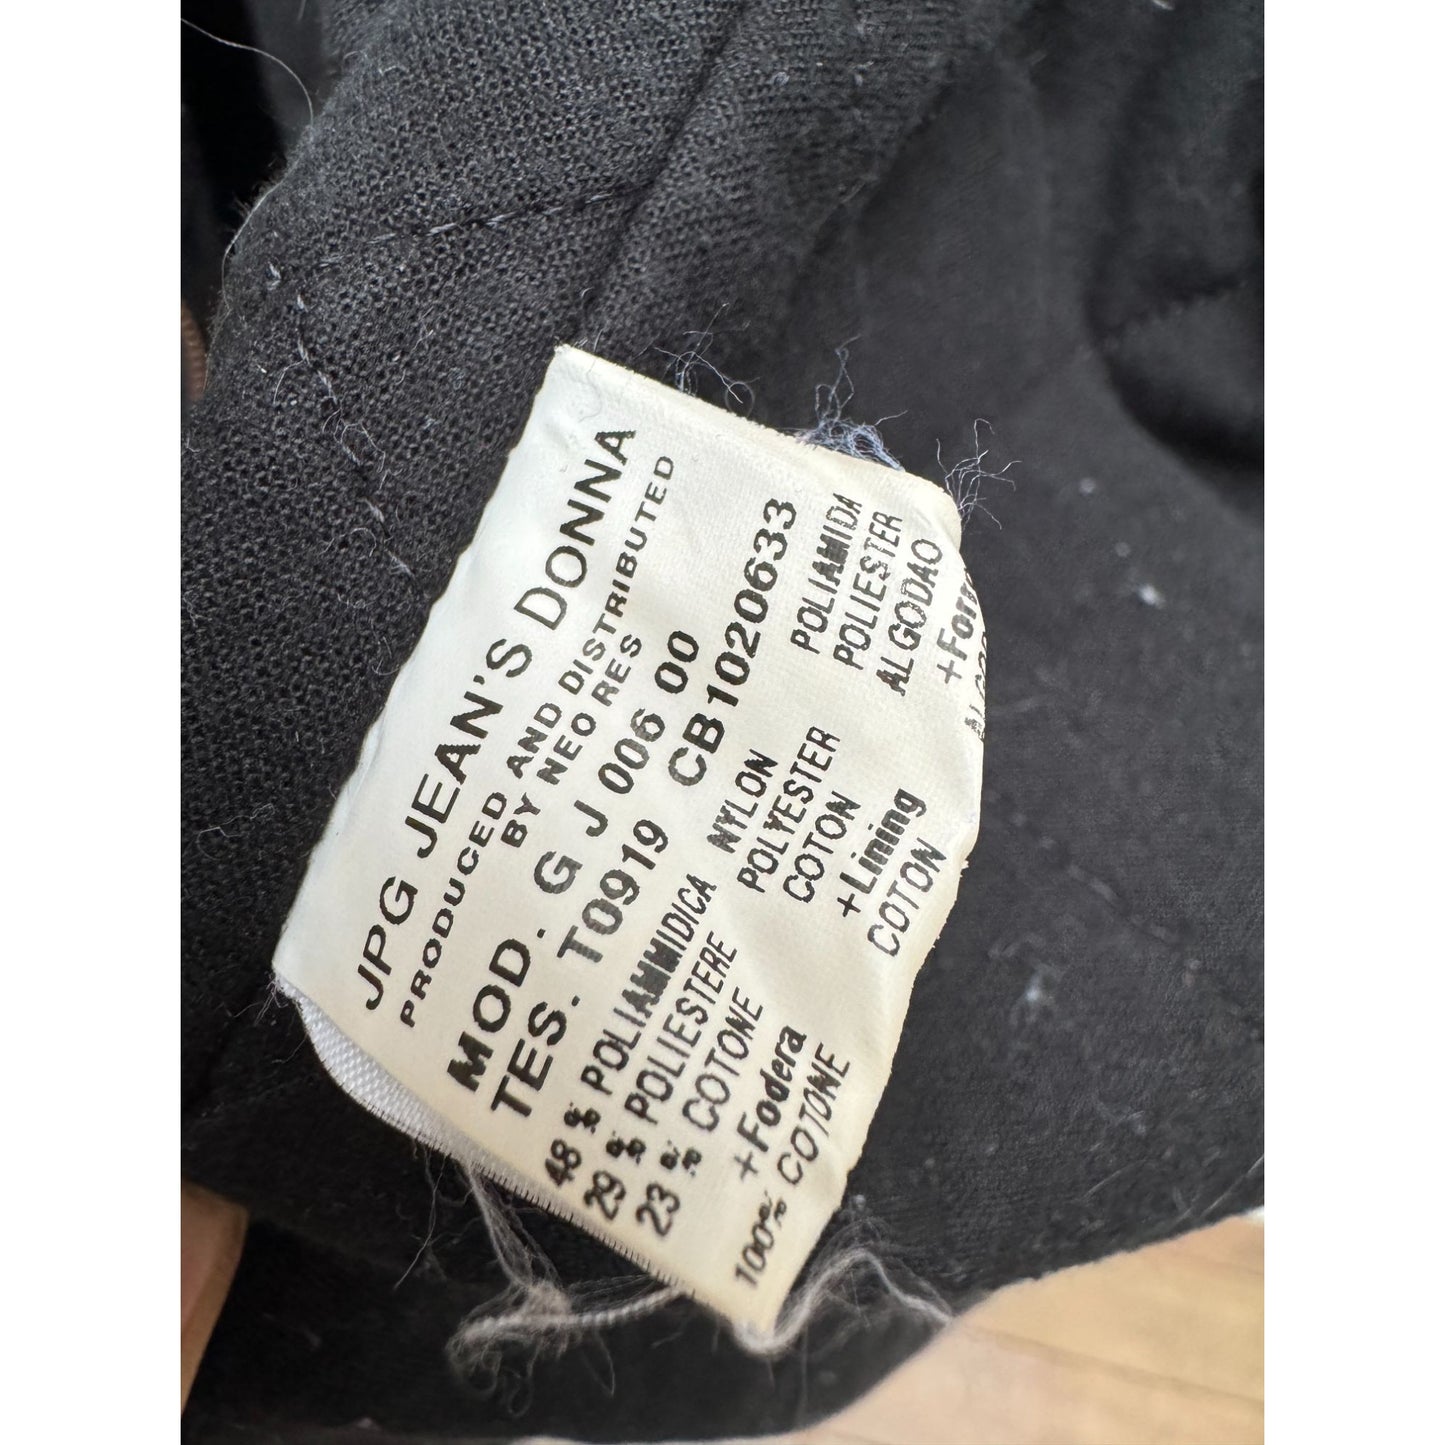 JPG JEAN'S DONNA
PRODUCED AND DISTRIBUTED
BY NEO RES
MOD. G J 006 00
TES. T0919 CB1020633
48 % POLIAMMIDICA NYLON POLIAMIDA
29 % POLIESTERE POLYESTER POLIESTER
23 % COTONE COTON ALGODAO
+Fodera +Lining
100% COTONE COTON